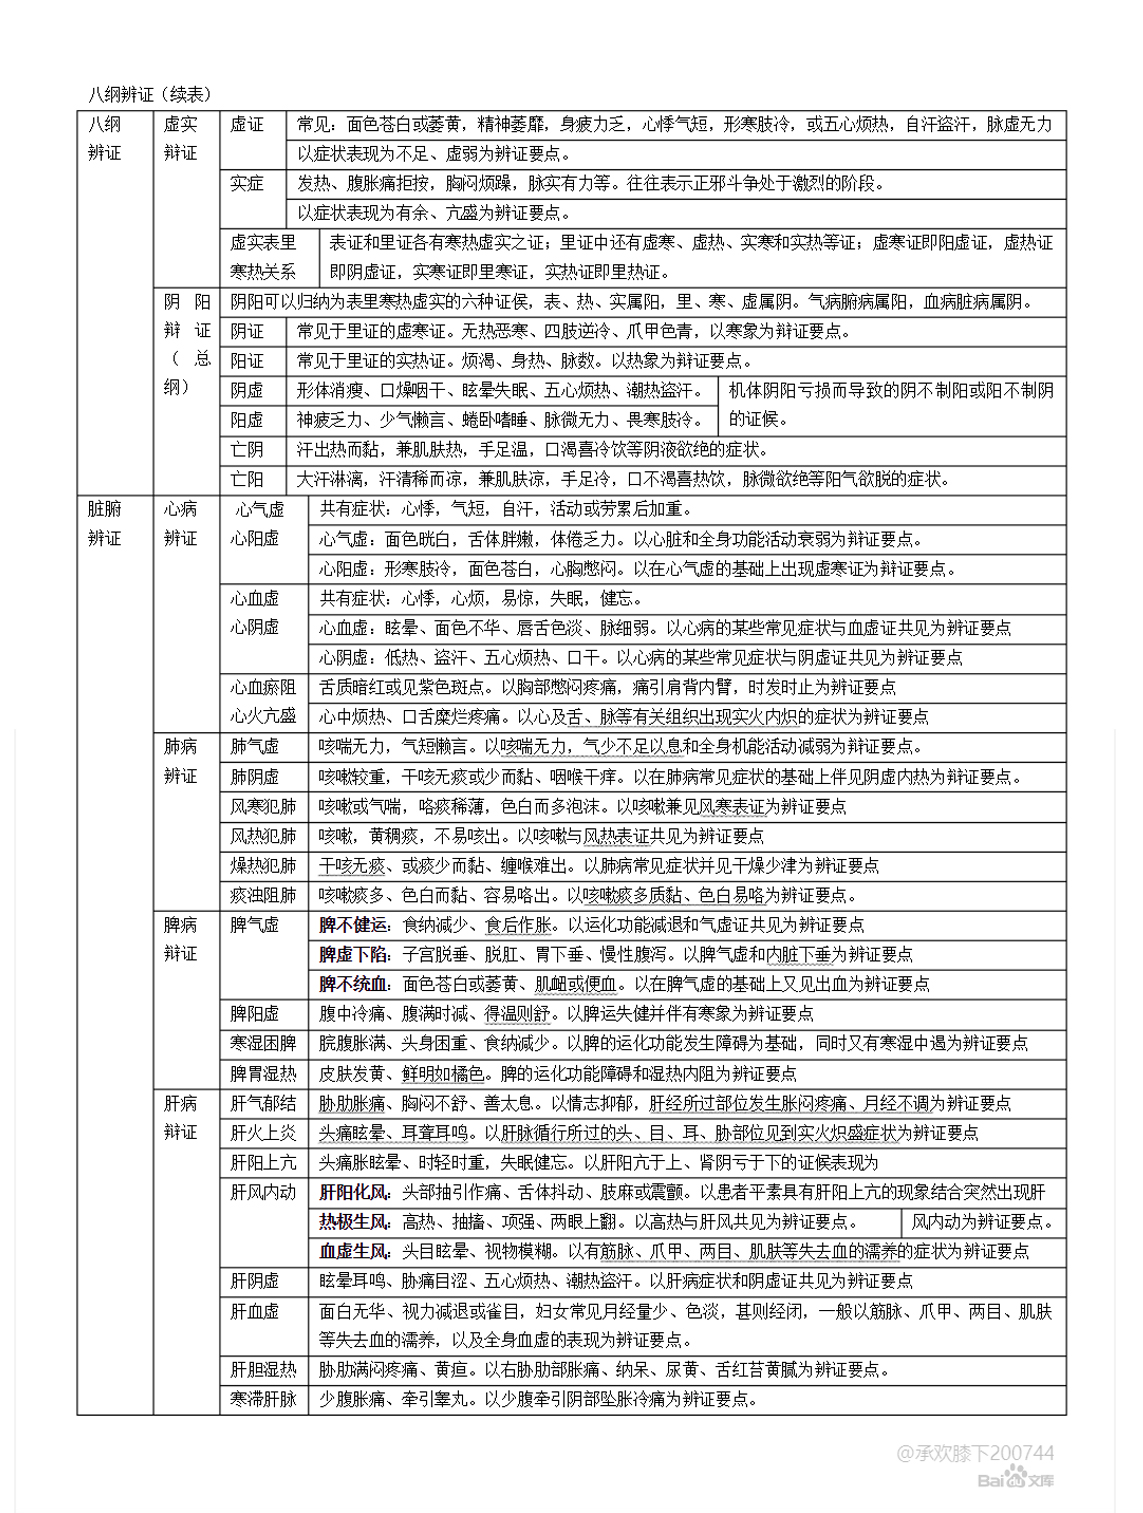 八纲辨证（续表）
八纲 虚实 虚证 常见：面色苍白或萎黄，精神萎靡，身疲力乏，心悸气短，形寒肢冷，或五心烦热，自汗盗汗，脉虚无力
辨证 辩证 以症状表现为不足、虚弱为辨证要点。
实症 发热、腹胀痛拒按，胸闷烦躁，脉实有力等。往往表示正邪斗争处于激烈的阶段。
以症状表现为有余、亢盛为辨证要点。
虚实表里 表证和里证各有寒热虚实之证；里证中还有虚寒、虚热、实寒和实热等证；虚寒证即阳虚证，虚热证
寒热关系 即阴虚证，实寒证即里寒证，实热证即里热证。
阴 阳 阴阳可以归纳为表里寒热虚实的六种证侯，表、热、实属阳，里、寒、虚属阴。气病腑病属阳，血病脏病属阴。
辩 证 阴证 常见于里证的虚寒证。无热恶寒、四肢逆冷、爪甲色青，以寒象为辩证要点。
（ 总 阳证 常见于里证的实热证。烦渴、身热、脉数。以热象为辩证要点。
纲） 阴虚 形体消瘦、口燥咽干、眩晕失眠、五心烦热、潮热盗汗。 机体阴阳亏损而导致的阴不制阳或阳不制阴
阳虚 神疲乏力、少气懒言、蜷卧嗜睡、脉微无力、畏寒肢冷。 的证候。
亡阴 汗出热而黏，兼肌肤热，手足温，口渴喜冷饮等阴液欲绝的症状。
亡阳 大汗淋漓，汗清稀而凉，兼肌肤凉，手足冷，口不渴喜热饮，脉微欲绝等阳气欲脱的症状。
脏腑 心病 心气虚 共有症状：心悸，气短，自汗，活动或劳累后加重。
辨证 辨证 心阳虚 心气虚：面色㿠白，舌体胖嫩，体倦乏力。以心脏和全身功能活动衰弱为辩证要点。
心阳虚：形寒肢冷，面色苍白，心胸憋闷。以在心气虚的基础上出现虚寒证为辨证要点。
心血虚 共有症状：心悸，心烦，易惊，失眠，健忘。
心阴虚 心血虚：眩晕、面色不华、唇舌色淡、脉细弱。以心病的某些常见症状与血虚证共见为辨证要点
心阴虚：低热、盗汗、五心烦热、口干。以心病的某些常见症状与阴虚证共见为辨证要点
心血瘀阻 舌质暗红或见紫色斑点。以胸部憋闷疼痛，痛引肩背内臂，时发时止为辨证要点
心火亢盛 心中烦热、口舌糜烂疼痛。以心及舌、脉等有关组织出现实火内炽的症状为辨证要点
肺病 肺气虚 咳喘无力，气短懒言。以咳喘无力，气少不足以息和全身机能活动减弱为辩证要点。
辨证 肺阴虚 咳嗽较重，干咳无痰或少而黏、咽喉干痒。以在肺病常见症状的基础上伴见阴虚内热为辨证要点。
风寒犯肺 咳嗽或气喘，咯痰稀薄，色白而多泡沫。以咳嗽兼见风寒表证为辨证要点
风热犯肺 咳嗽，黄稠痰，不易咳出。以咳嗽与风热表证共见为辨证要点
燥热犯肺 干咳无痰、或痰少而黏、缠喉难出。以肺病常见症状并见干燥少津为辨证要点
痰浊阻肺 咳嗽痰多、色白而黏、容易咯出。以咳嗽痰多质黏、色白易咯为辨证要点。
脾病 脾气虚 脾不健运：食纳减少、食后作胀。以运化功能减退和气虚证共见为辨证要点
辩证 脾虚下陷：子宫脱垂、脱肛、胃下垂、慢性腹泻。以脾气虚和内脏下垂为辨证要点
脾不统血：面色苍白或萎黄、肌衄或便血。以在脾气虚的基础上又见出血为辨证要点
脾阳虚 腹中冷痛、腹满时减、得温则舒。以脾运失健并伴有寒象为辨证要点
寒湿困脾 脘腹胀满、头身困重、食纳减少。以脾的运化功能发生障碍为基础，同时又有寒湿中遏为辨证要点
脾胃湿热 皮肤发黄、鲜明如橘色。脾的运化功能障碍和湿热内阻为辨证要点
肝病 肝气郁结 胁肋胀痛、胸闷不舒、善太息。以情志抑郁，肝经所过部位发生胀闷疼痛、月经不调为辨证要点
辩证 肝火上炎 头痛眩晕、耳聋耳鸣。以肝脉循行所过的头、目、耳、胁部位见到实火炽盛症状为辨证要点
肝阳上亢 头痛胀眩晕、时轻时重，失眠健忘。以肝阳亢于上、肾阴亏于下的证候表现为
肝风内动 肝阳化风：头部抽引作痛、舌体抖动、肢麻或震颤。以患者平素具有肝阳上亢的现象结合突然出现肝
热极生风：高热、抽搐、项强、两眼上翻。以高热与肝风共见为辨证要点。 风内动为辨证要点。
血虚生风：头目眩晕、视物模糊。以有筋脉、爪甲、两目、肌肤等失去血的濡养的症状为辨证要点
肝阴虚 眩晕耳鸣、胁痛目涩、五心烦热、潮热盗汗。以肝病症状和阴虚证共见为辨证要点
肝血虚 面白无华、视力减退或雀目，妇女常见月经量少、色淡，甚则经闭，一般以筋脉、爪甲、两目、肌肤
等失去血的濡养，以及全身血虚的表现为辨证要点。
肝胆湿热 胁肋满闷疼痛、黄疸。以右胁肋部胀痛、纳呆、尿黄、舌红苔黄腻为辨证要点。
寒滞肝脉 少腹胀痛、牵引睾丸。以少腹牵引阴部坠胀冷痛为辨证要点。
@承欢膝下200744
Bai文库